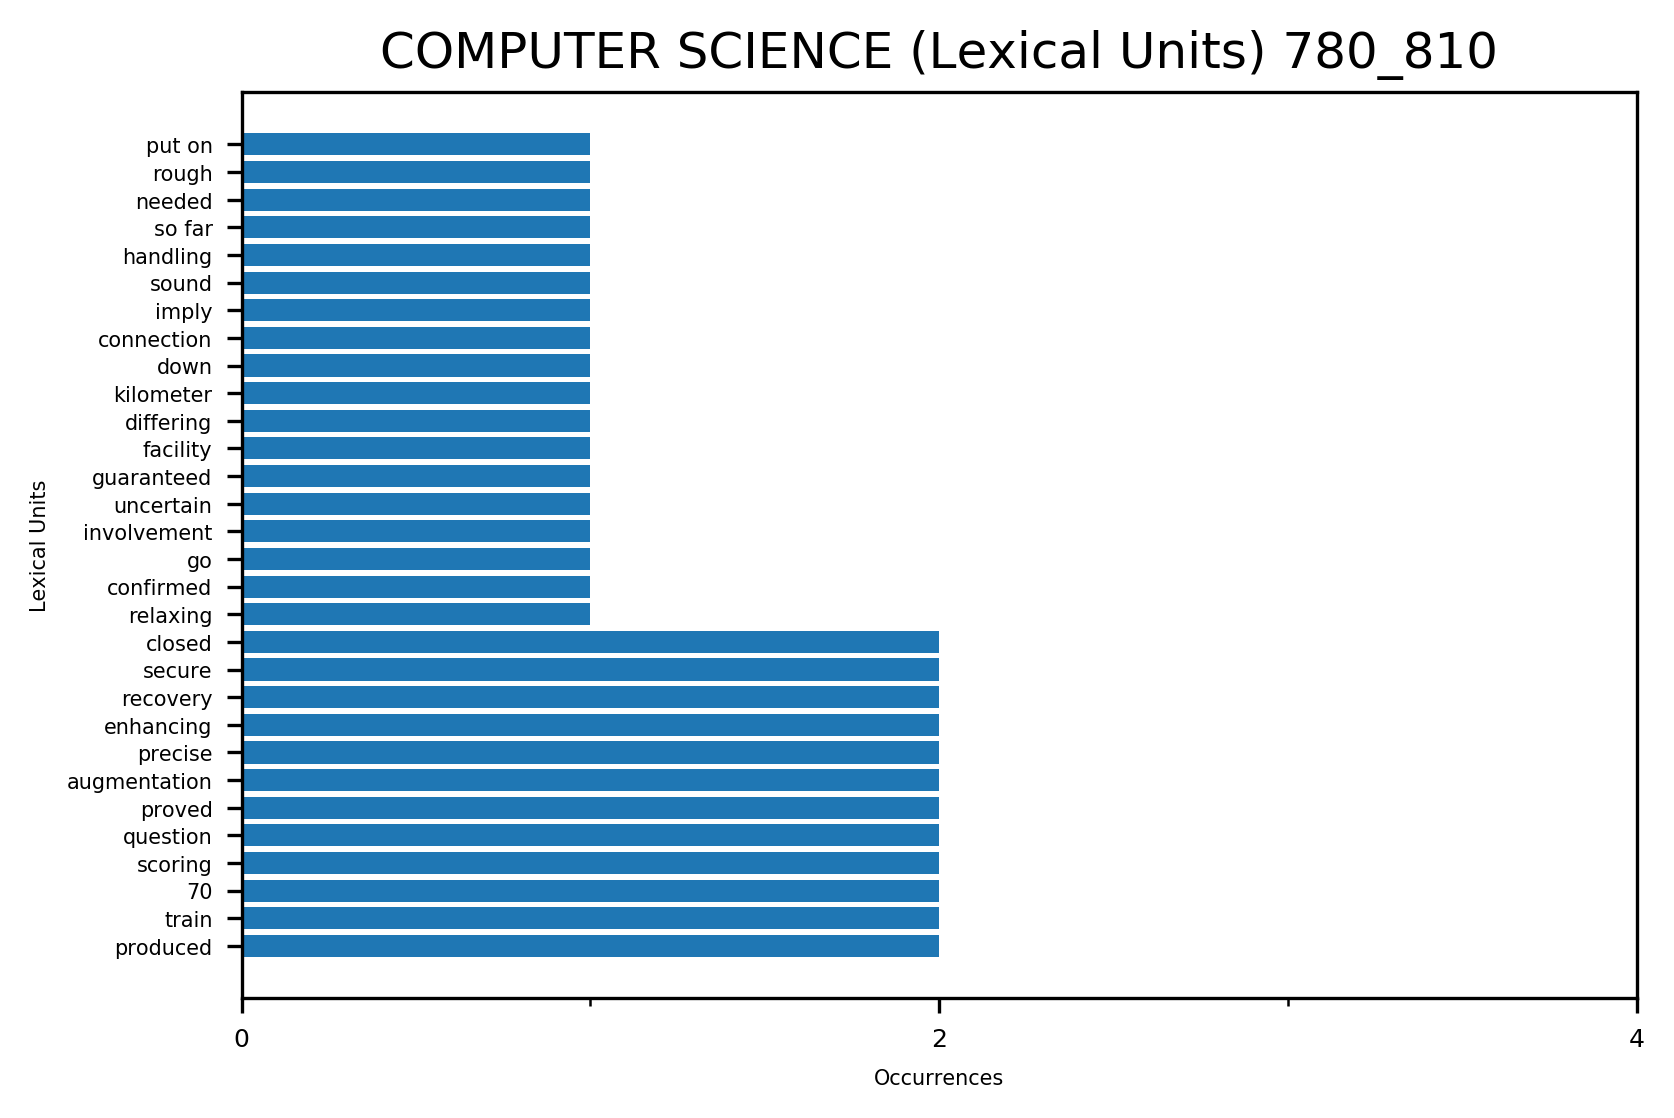 COMPUTER SCIENCE (Lexical Units) 780_810
Lexical Units
put on
rough
needed
so far
handling
sound
imply
connection
down
kilometer
differing
facility
guaranteed
uncertain
involvement
go
confirmed
relaxing
closed
secure
recovery
enhancing
precise
augmentation
proved
question
scoring
70
train
produced
0 2 4
Occurrences